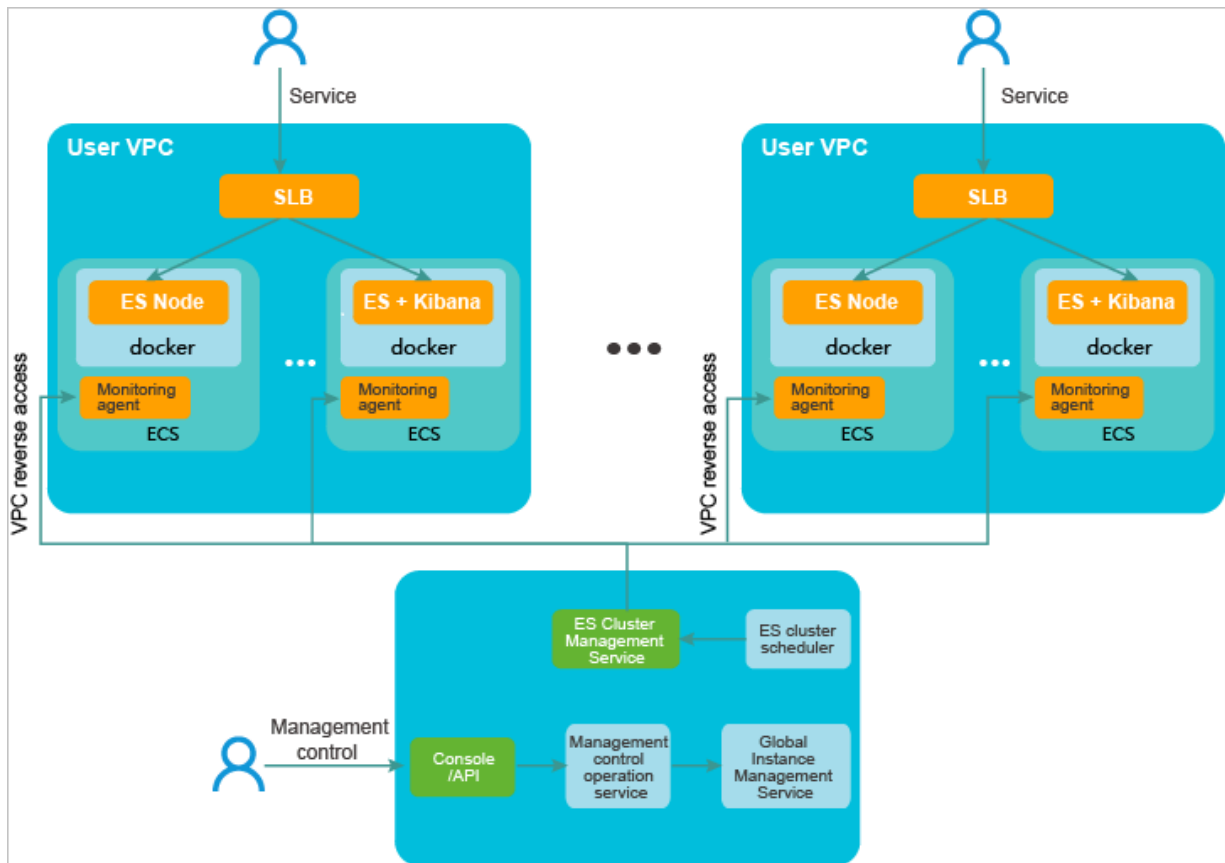 Service
Service
User VPC
User VPC
SLB
SLB
ES Node
ES + Kibana
ES Node
ES + Kibana
docker
docker
docker
docker
...
•••
...
Monitoring
agent
Monitoring
agent
Monitoring
agent
Monitoring
agent
ECS
ECS
ECS
ECS
VPC reverse access
VPC reverse access
ES Cluster
Management
Service
ES cluster
scheduler
Management
control
Console
/API
Management
control
operation
service
Global
Instance
Management
Service